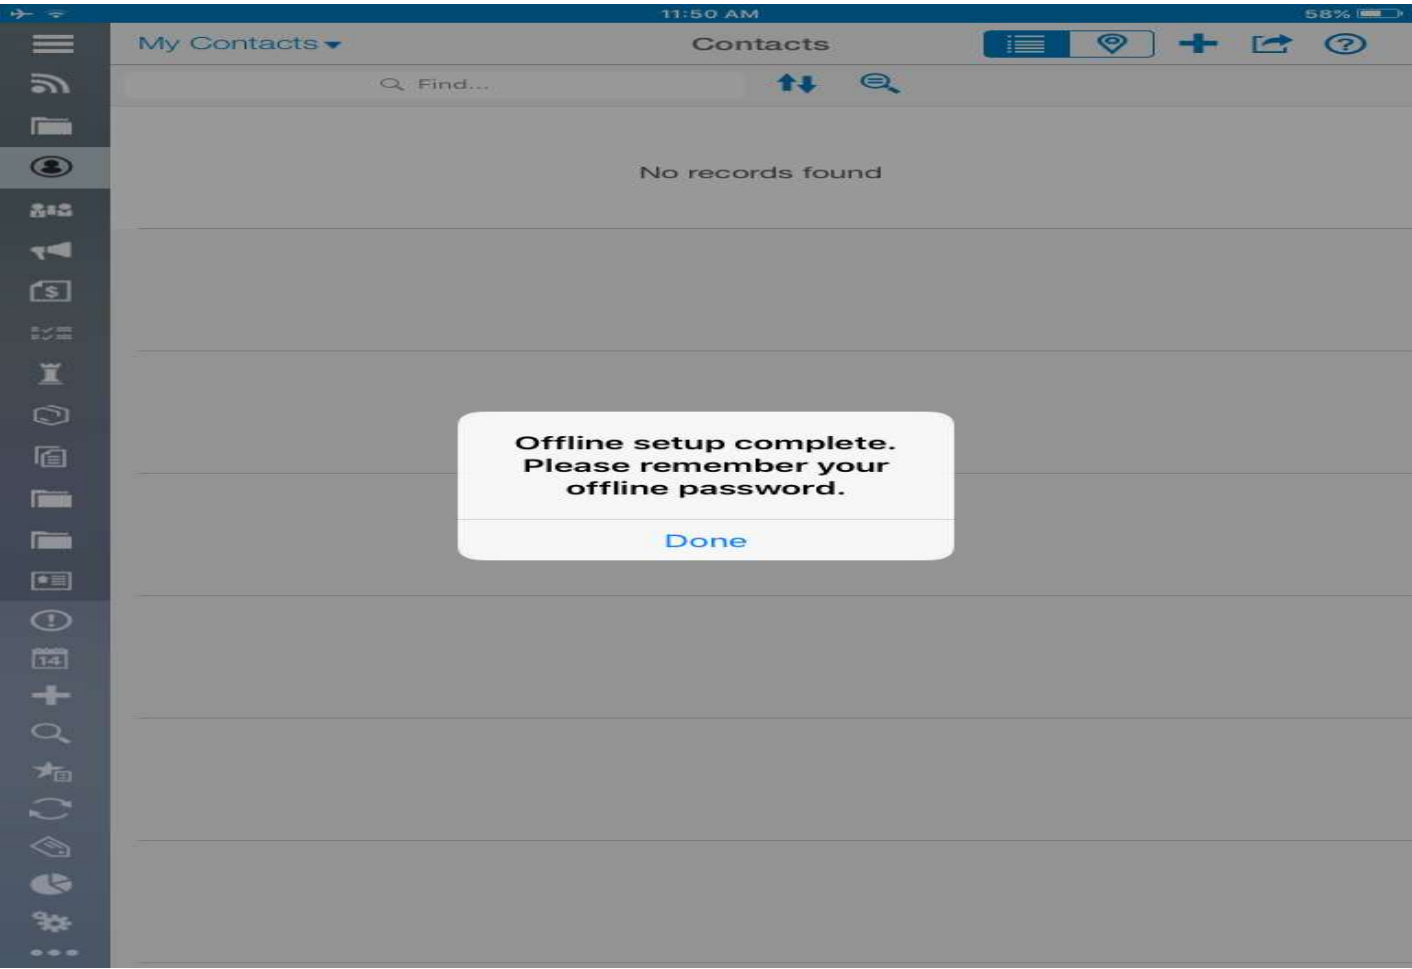 11:50 AM
58%
My Contacts
Contacts
Find...
No records found
Offline setup complete.
Please remember your
offline password.
Done
$
14